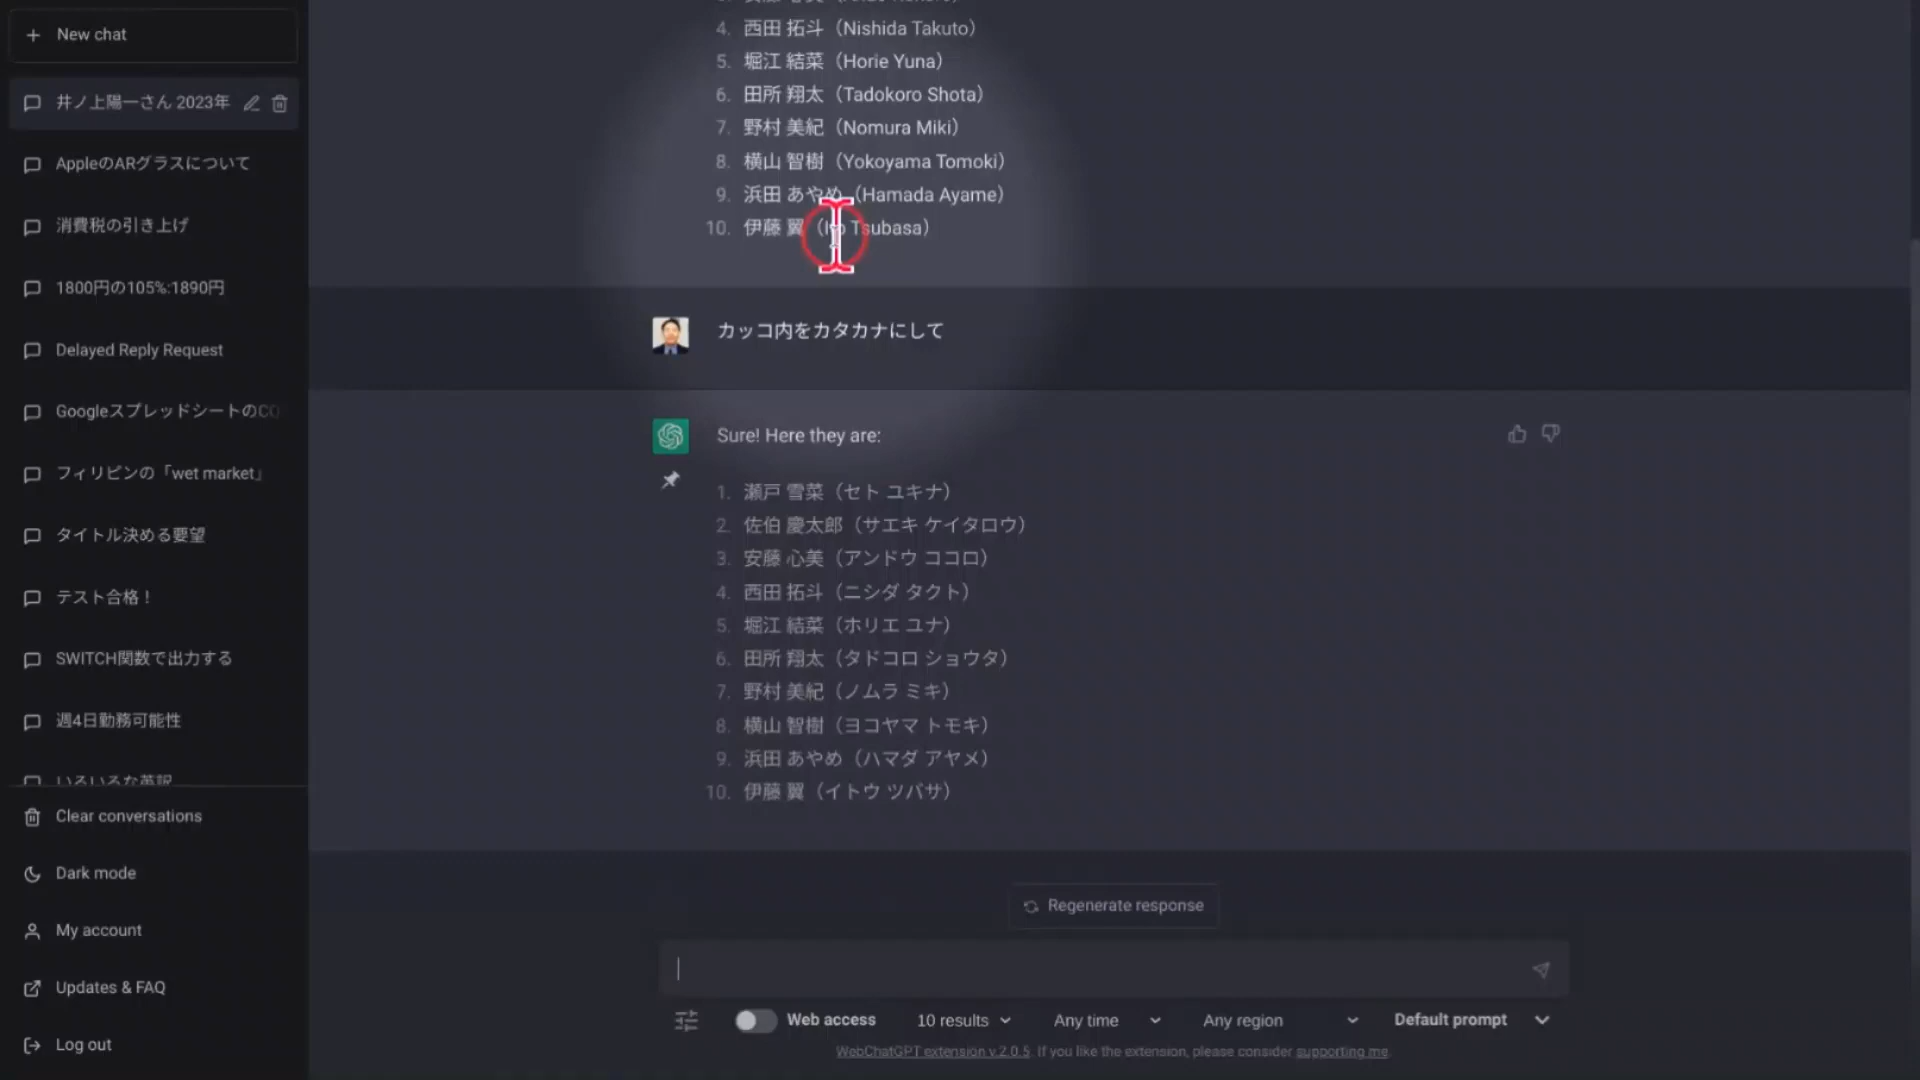 New chat
井ノ上陽一さん 2023年
AppleのARグラスについて
消費税の引き上げ
1800円の105%:1890円
Delayed Reply Request
GoogleスプレッドシートのCO
フィリピンの「wet market」
タイトル決める要望
テスト合格！
SWITCH関数で出力する
週4日勤務可能性
いろいろな英訳
Clear conversations
Dark mode
My account
Updates & FAQ
Log out
4. 西田 拓斗（Nishida Takuto）
5. 堀江 結菜（Horie Yuna）
6. 田所 翔太（Tadokoro Shota）
7. 野村 美紀（Nomura Miki）
8. 横山 智樹（Yokoyama Tomoki）
9. 浜田 あやめ（Hamada Ayame）
10. 伊藤 翼（Ito Tsubasa）
カッコ内をカタカナにして
Sure! Here they are:
1. 瀬戸 雪菜（セト ユキナ）
2. 佐伯 慶太郎（サエキ ケイタロウ）
3. 安藤 心美（アンドウ ココロ）
4. 西田 拓斗（ニシダ タクト）
5. 堀江 結菜（ホリエ ユナ）
6. 田所 翔太（タドコロ ショウタ）
7. 野村 美紀（ノムラ ミキ）
8. 横山 智樹（ヨコヤマ トモキ）
9. 浜田 あやめ（ハマダ アヤメ）
10. 伊藤 翼（イトウ ツバサ）
Regenerate response
Web access
10 results
Any time
Any region
Default prompt
WebChatGPT extension v.2.0.5. If you like the extension, please consider supporting me.